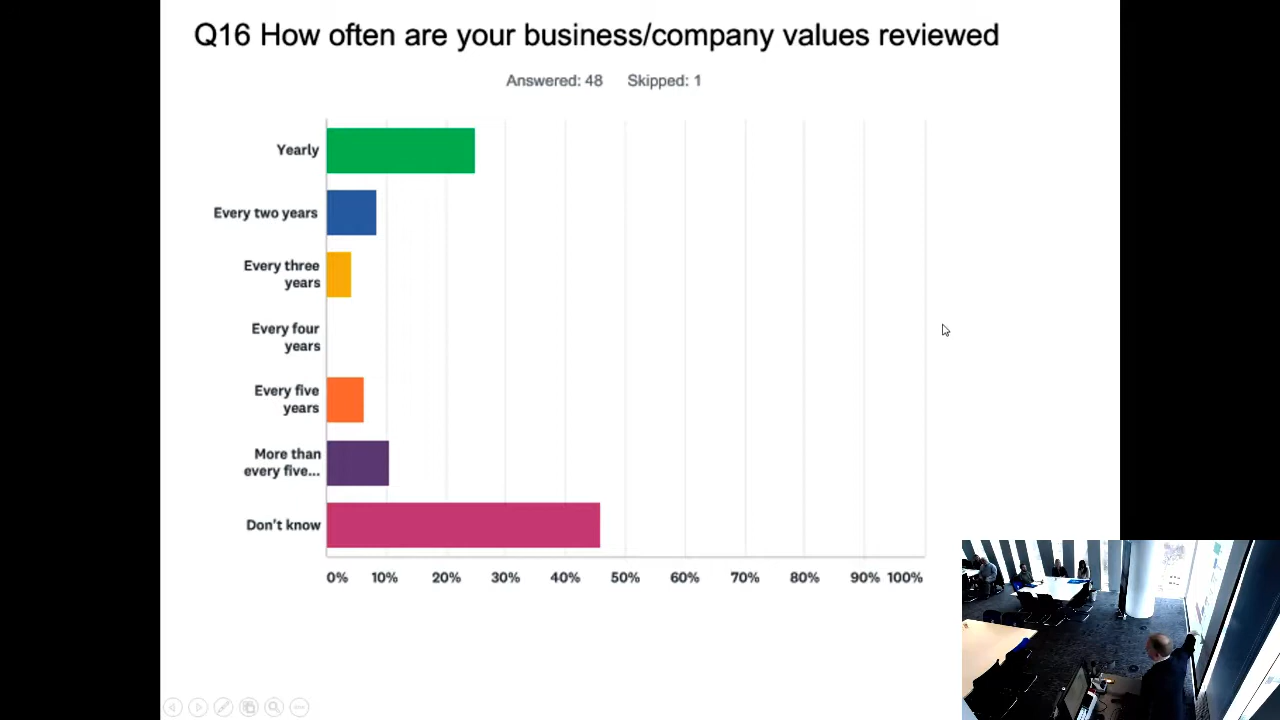 Q16 How often are your business/company values reviewed
Answered: 48 Skipped: 1
Yearly
Every two years
Every three
years
Every four
years
Every five
years
More than
every five...
Don't know
0% 10% 20% 30% 40% 50% 60% 70% 80% 90% 100%